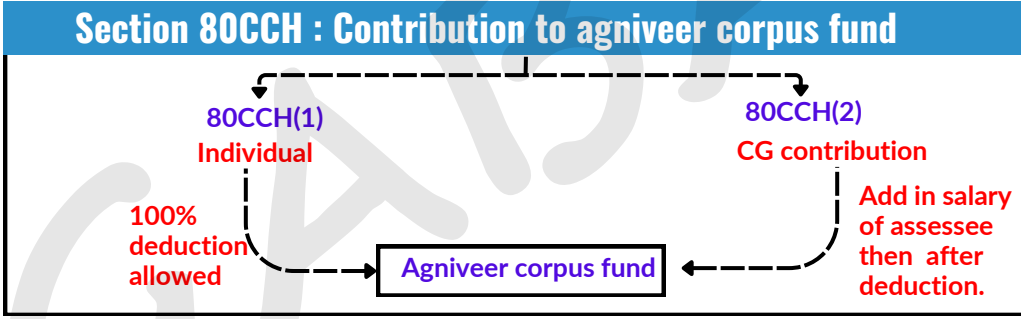 Section 80CCH : Contribution to agniveer corpus fund
80CCH(1)
Individual
100%
deduction
allowed
80CCH(2)
CG contribution
Add in salary
of assessee
then after
deduction.
Agniveer corpus fund